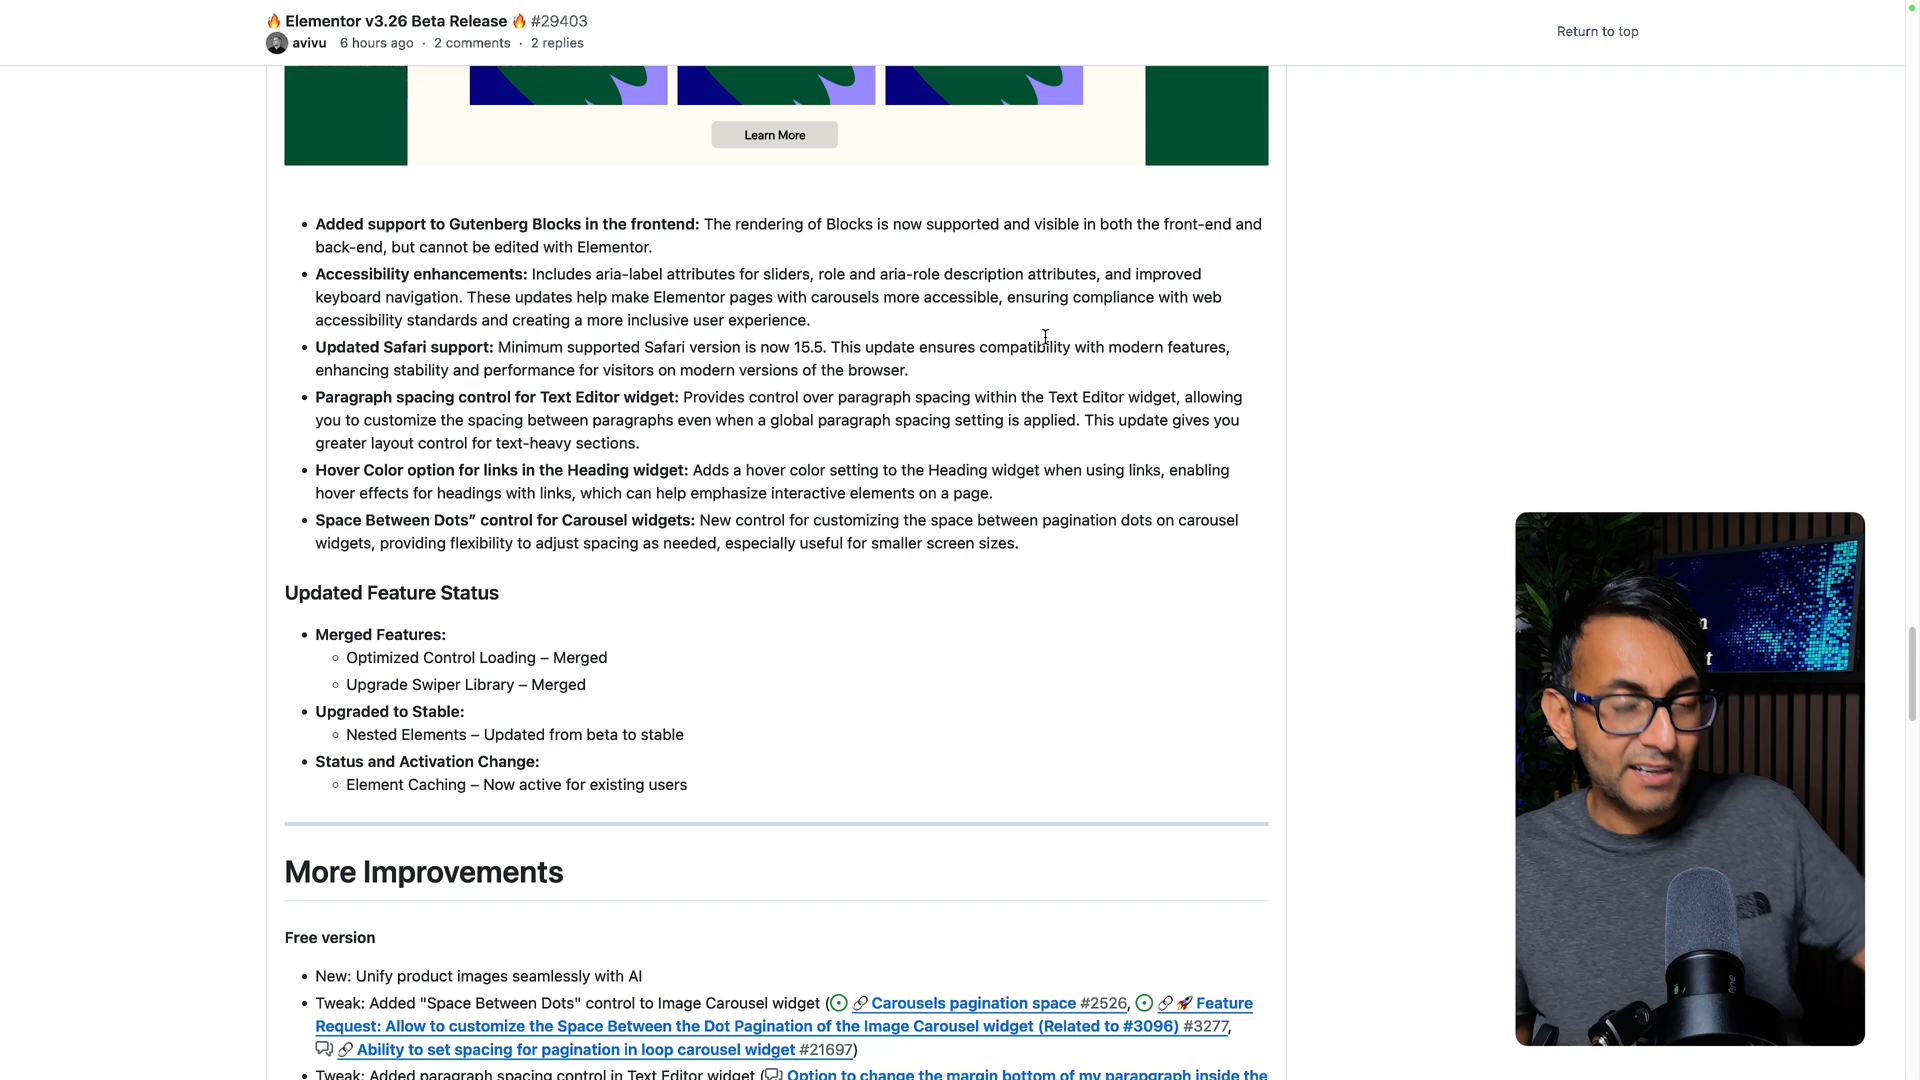 🔥 Elementor v3.26 Beta Release 🔥 #29403
avivu 6 hours ago · 2 comments · 2 replies
Return to top
Learn More
• Added support to Gutenberg Blocks in the frontend: The rendering of Blocks is now supported and visible in both the front-end and
back-end, but cannot be edited with Elementor.
• Accessibility enhancements: Includes aria-label attributes for sliders, role and aria-role description attributes, and improved
keyboard navigation. These updates help make Elementor pages with carousels more accessible, ensuring compliance with web
accessibility standards and creating a more inclusive user experience.
• Updated Safari support: Minimum supported Safari version is now 15.5. This update ensures compatibility with modern features,
enhancing stability and performance for visitors on modern versions of the browser.
• Paragraph spacing control for Text Editor widget: Provides control over paragraph spacing within the Text Editor widget, allowing
you to customize the spacing between paragraphs even when a global paragraph spacing setting is applied. This update gives you
greater layout control for text-heavy sections.
• Hover Color option for links in the Heading widget: Adds a hover color setting to the Heading widget when using links, enabling
hover effects for headings with links, which can help emphasize interactive elements on a page.
• Space Between Dots” control for Carousel widgets: New control for customizing the space between pagination dots on carousel
widgets, providing flexibility to adjust spacing as needed, especially useful for smaller screen sizes.
Updated Feature Status
• Merged Features:
○ Optimized Control Loading – Merged
○ Upgrade Swiper Library – Merged
• Upgraded to Stable:
○ Nested Elements – Updated from beta to stable
• Status and Activation Change:
○ Element Caching – Now active for existing users
More Improvements
Free version
• New: Unify product images seamlessly with AI
• Tweak: Added "Space Between Dots" control to Image Carousel widget (🔗 Carousels pagination space #2526, 🔗 🚀 Feature
Request: Allow to customize the Space Between the Dot Pagination of the Image Carousel widget (Related to #3096) #3277,
🔗 Ability to set spacing for pagination in loop carousel widget #21697)
• Tweak: Added paragraph spacing control in Text Editor widget (Option to change the margin bottom of my parapgraph inside the